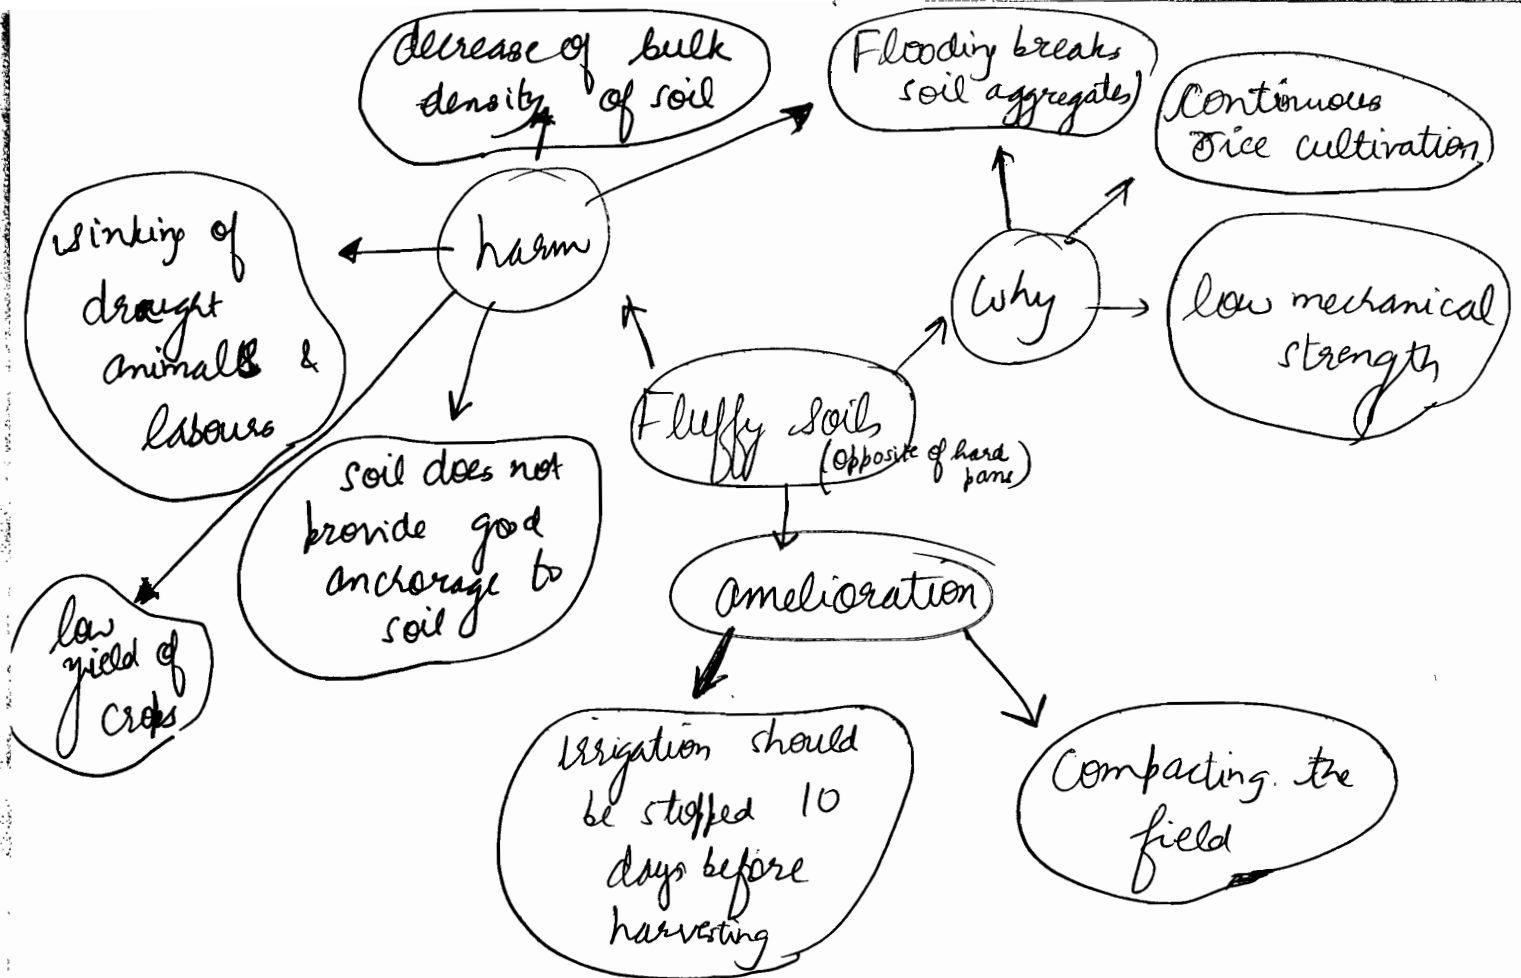 decrease of bulk
density of soil
Flooding breaks
soil aggregates
continuous
rice cultivation
sinking of
draught
animals &
labours
harm
Why
low mechanical
strength
Fluffy soils
(opposite of hard
pans)
soil does not
provide good
anchorage to
soil
low
yield of
crops
amelioration
irrigation should
be stopped 10
days before
harvesting
Compacting the
field